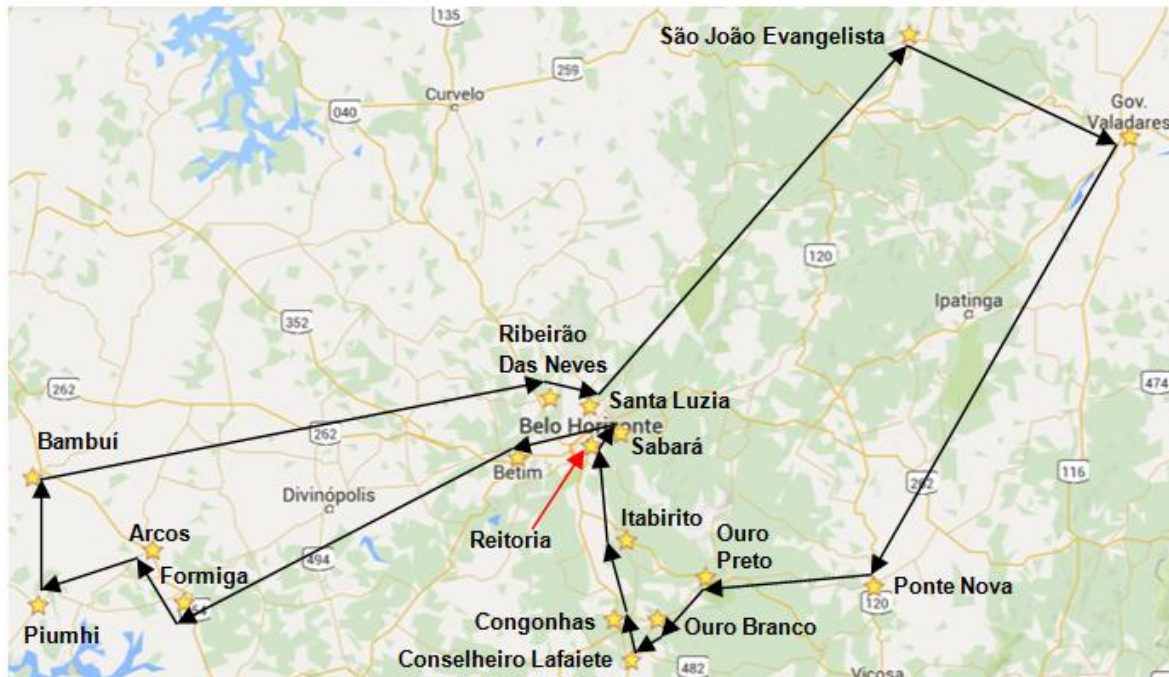 135
São João Evangelista
259
Curvelo
040
Gov.
Valadares
120
Ipatinga
352
Ribeirão
Das Neves
262
474
Santa Luzia
Belo Horizonte
262
Bambuí
Sabará
Betim
116
262
Divinópolis
Itabirito
Reitoria
Arcos
Ouro
Preto
494
Formiga
Ponte Nova
120
Piumhi
Congonhas
Ouro Branco
Conselheiro Lafaiete
482
Viçosa